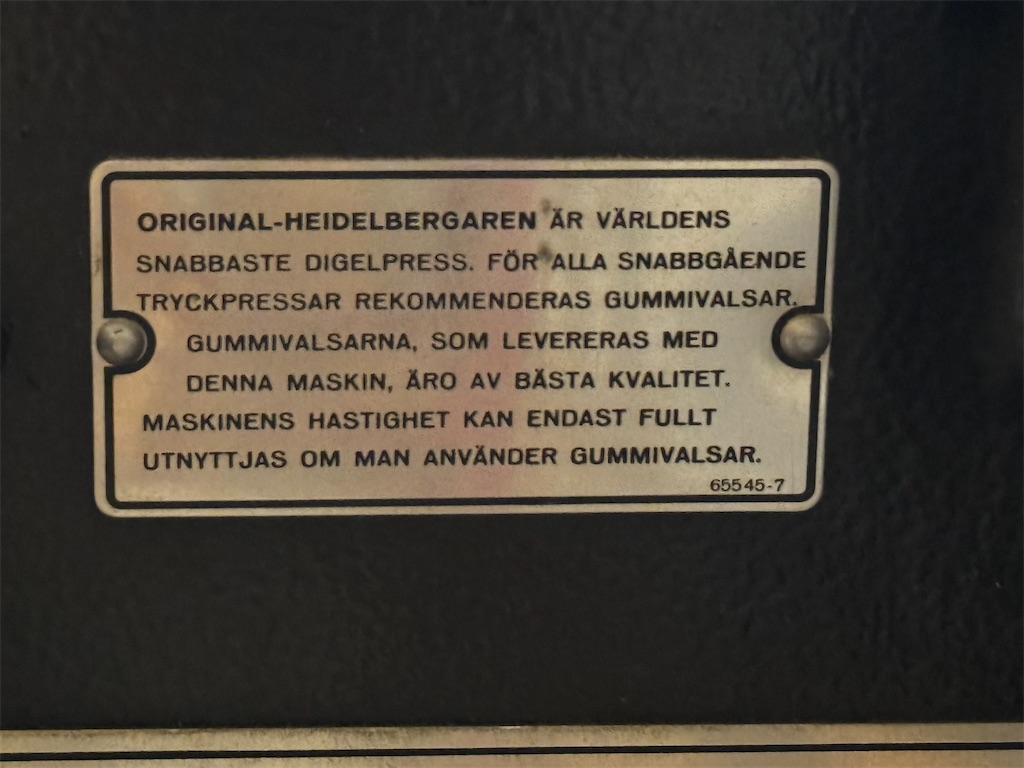 ORIGINAL-HEIDELBERGAREN ÄR VÄRLDENS
SNABBASTE DIGELPRESS. FÖR ALLA SNABBGÅENDE
TRYCKPRESSAR REKOMMENDERAS GUMMIVALSAR.
GUMMIVALSARNA, SOM LEVERERAS MED
DENNA MASKIN, ÄRO AV BÄSTA KVALITET.
MASKINENS HASTIGHET KAN ENDAST FULLT
UTNYTTJAS OM MAN ANVÄNDER GUMMIVALSAR.
65545-7